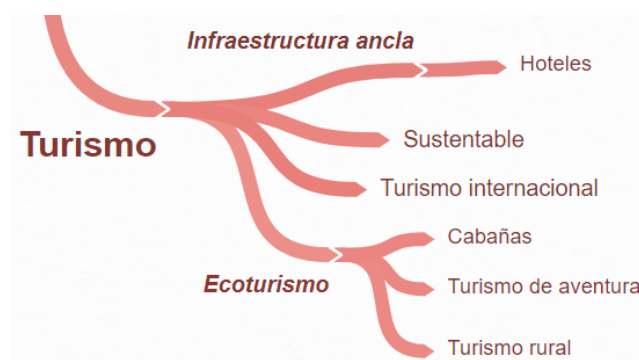 Infraestructura ancla
Hoteles
Turismo
Sustentable
Turismo internacional
Cabañas
Ecoturismo
Turismo de aventura
Turismo rural